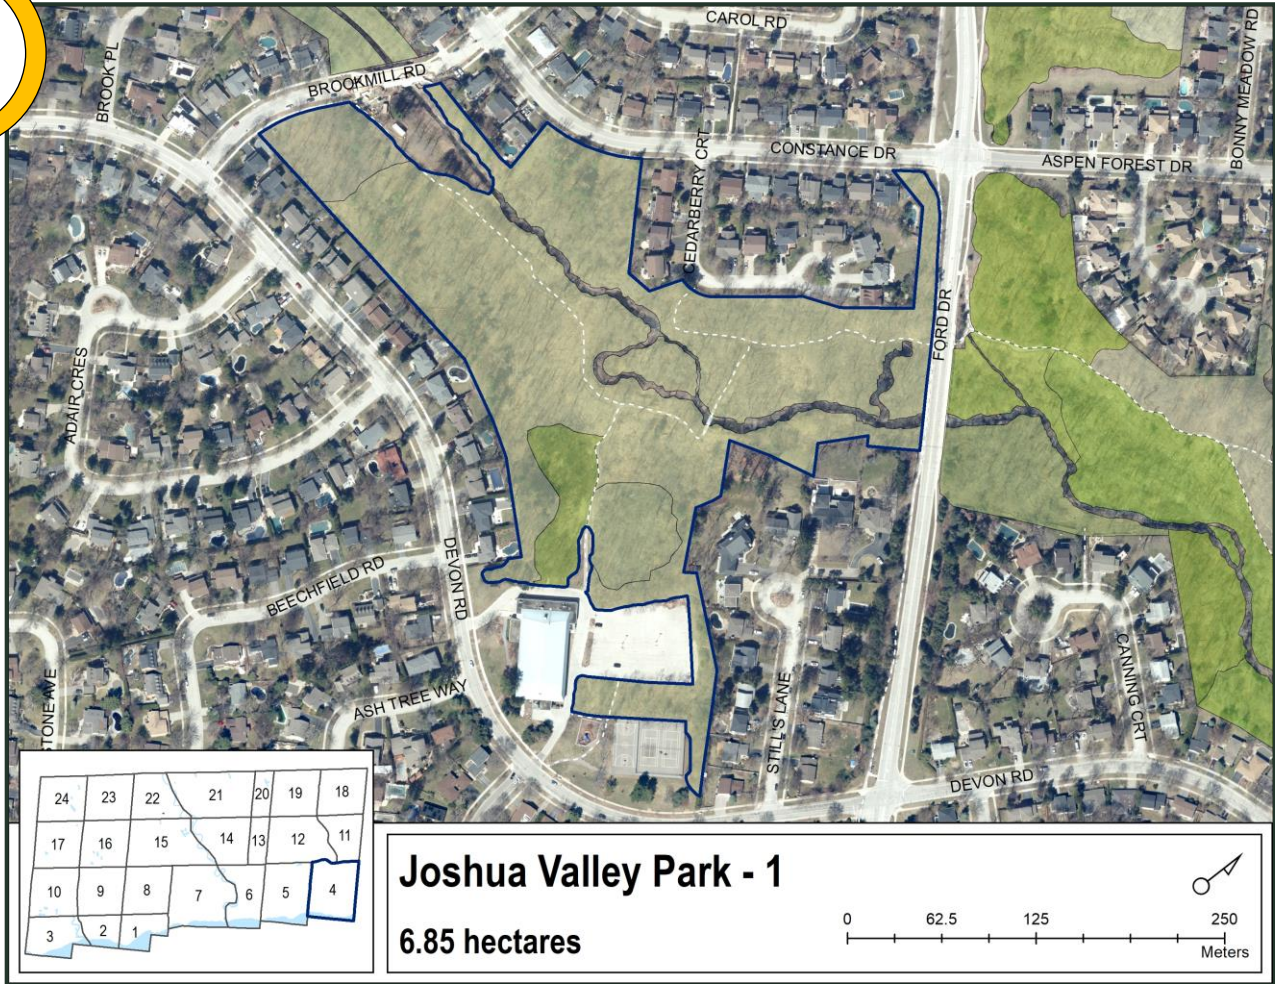 CAROL RD
BROOK PL
BROOKMILL RD
BONNY MEADOW RD
CONSTANCE DR
ASPEN FOREST DR
CEDARBERRY CRT
FORD DR
ADAIR CRES
DEVON RD
BEECHFIELD RD
ASH TREE WAY
STONE AVE
STILLS LANE
CANNING CRT
DEVON RD
24 23 22 21 20 19 18
17 16 15 14 13 12 11
10 9 8 7 6 5 4
3 2 1
Joshua Valley Park - 1
6.85 hectares
0 62.5 125 250
Meters